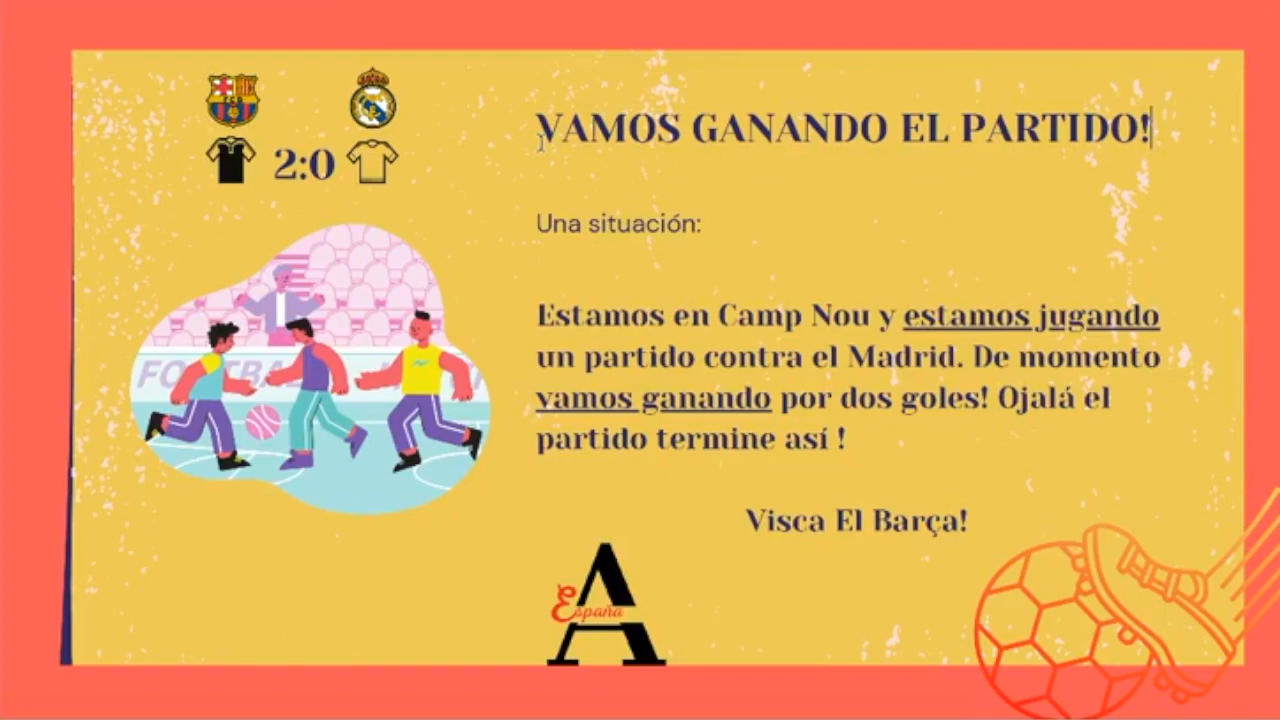 VAMOS GANANDO EL PARTIDO!
2:0
Una situación:
Estamos en Camp Nou y estamos jugando
un partido contra el Madrid. De momento
vamos ganando por dos goles! Ojalá el
partido termine así !
Visca El Barça!
A
España